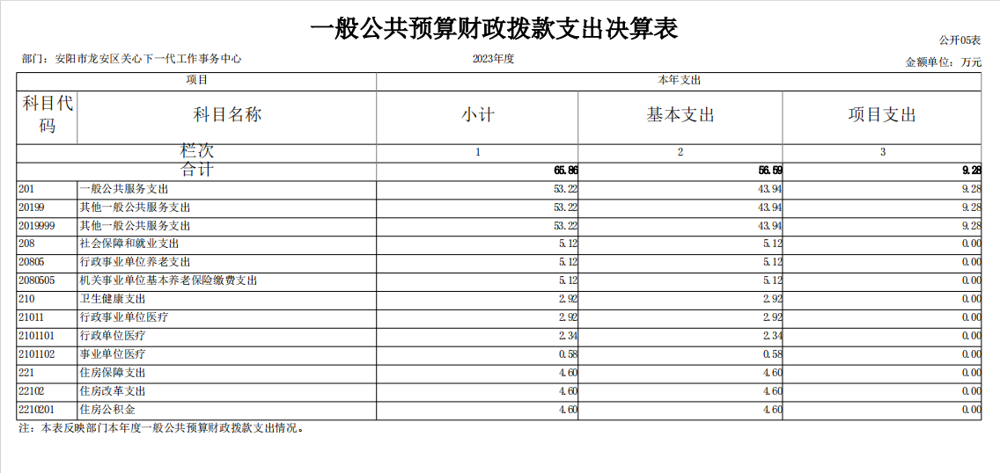 一般公共预算财政拨款支出决算表
公开05表
部门：安阳市龙安区关心下一代工作事务中心 2023年度 金额单位：万元
项目 本年支出
科目代码 科目名称 小计 基本支出 项目支出
栏次 1 2 3
合计 65.86 56.59 9.28
201 一般公共服务支出 53.22 43.94 9.28
20199 其他一般公共服务支出 53.22 43.94 9.28
2019999 其他一般公共服务支出 53.22 43.94 9.28
208 社会保障和就业支出 5.12 5.12 0.00
20805 行政事业单位养老支出 5.12 5.12 0.00
2080505 机关事业单位基本养老保险缴费支出 5.12 5.12 0.00
210 卫生健康支出 2.92 2.92 0.00
21011 行政事业单位医疗 2.92 2.92 0.00
2101101 行政单位医疗 2.34 2.34 0.00
2101102 事业单位医疗 0.58 0.58 0.00
221 住房保障支出 4.60 4.60 0.00
22102 住房改革支出 4.60 4.60 0.00
2210201 住房公积金 4.60 4.60 0.00
注：本表反映部门本年度一般公共预算财政拨款支出情况。